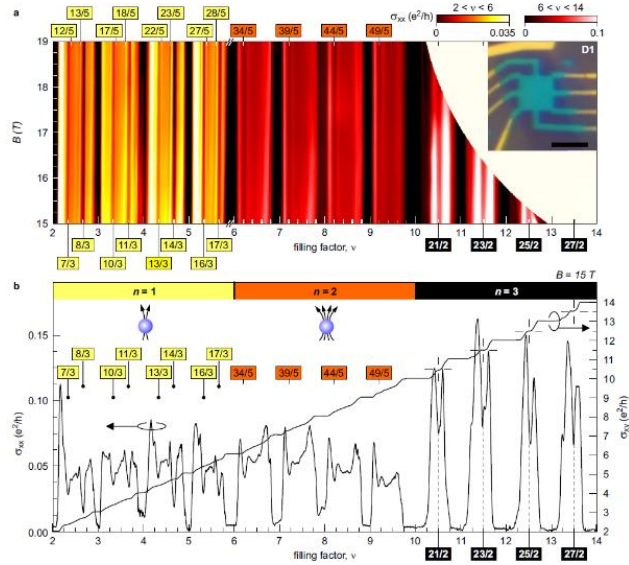 13/5 18/5 23/5 28/5
σxx (e²/h) 2 < ν < 6 6 < ν < 14
a 12/5 17/5 22/5 27/5 34/5 39/5 44/5 49/5 0 0.035 0 0.1
19
18
17
16
15
B (T)
D1
2 3 4 5 6 7 8 9 10 11 12 13 14
8/3 11/3 14/3 17/3 filling factor, ν 21/2 23/2 25/2 27/2
7/3 10/3 13/3 16/3
B = 15 T
b n = 1 n = 2 n = 3
0.15
0.10
0.05
0.00
σxx (e²/h)
8/3 11/3 14/3 17/3
7/3 10/3 13/3 16/3 34/5 39/5 44/5 49/5
14
13
12
11
10
9
8
7
6
5
4
3
2
σxy (e²/h)
2 3 4 5 6 7 8 9 10 11 12 13 14
filling factor, ν 21/2 23/2 25/2 27/2